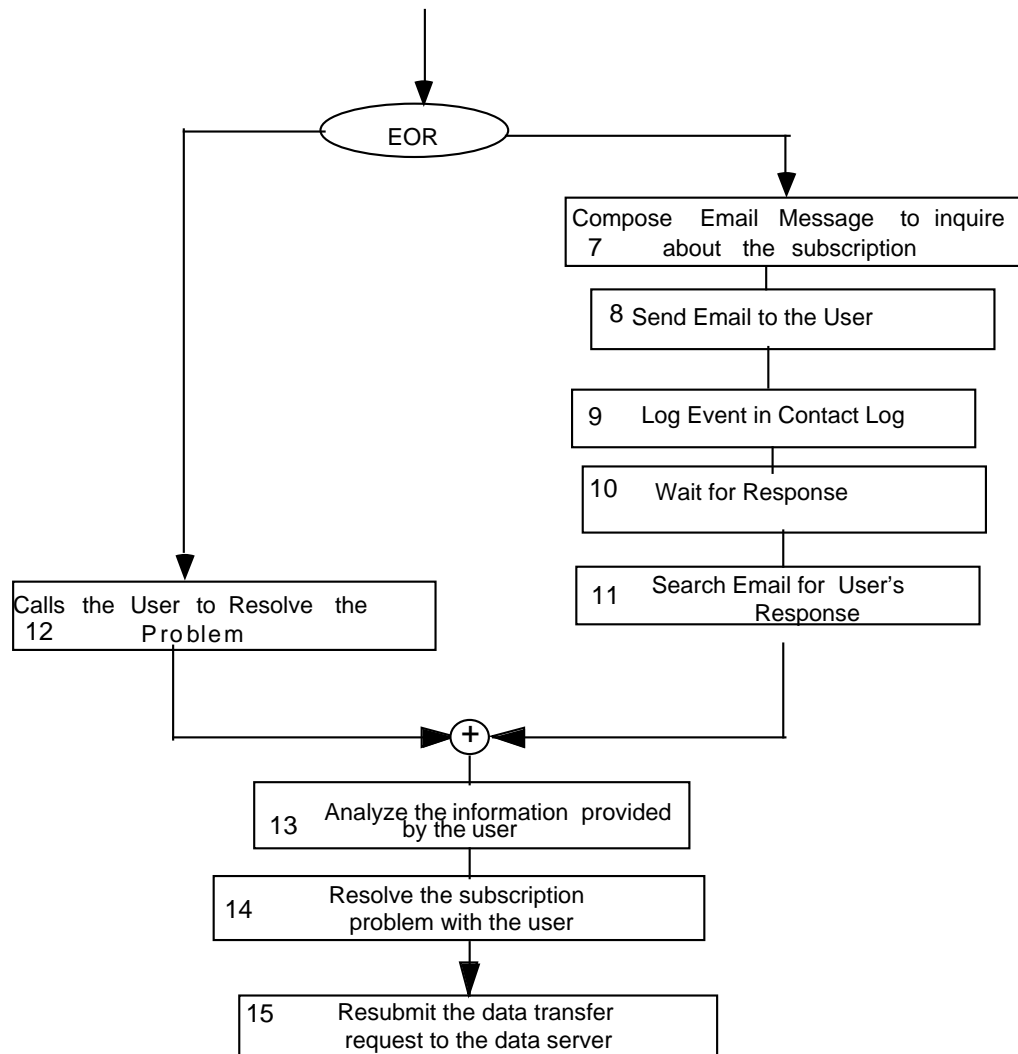 EOR
Compose Email Message to inquire
7 about the subscription
8 Send Email to the User
9 Log Event in Contact Log
10 Wait for Response
11 Search Email for User’s
Response
Calls the User to Resolve the
12 Problem
+
13 Analyze the information provided
by the user
14 Resolve the subscription
problem with the user
15 Resubmit the data transfer
request to the data server